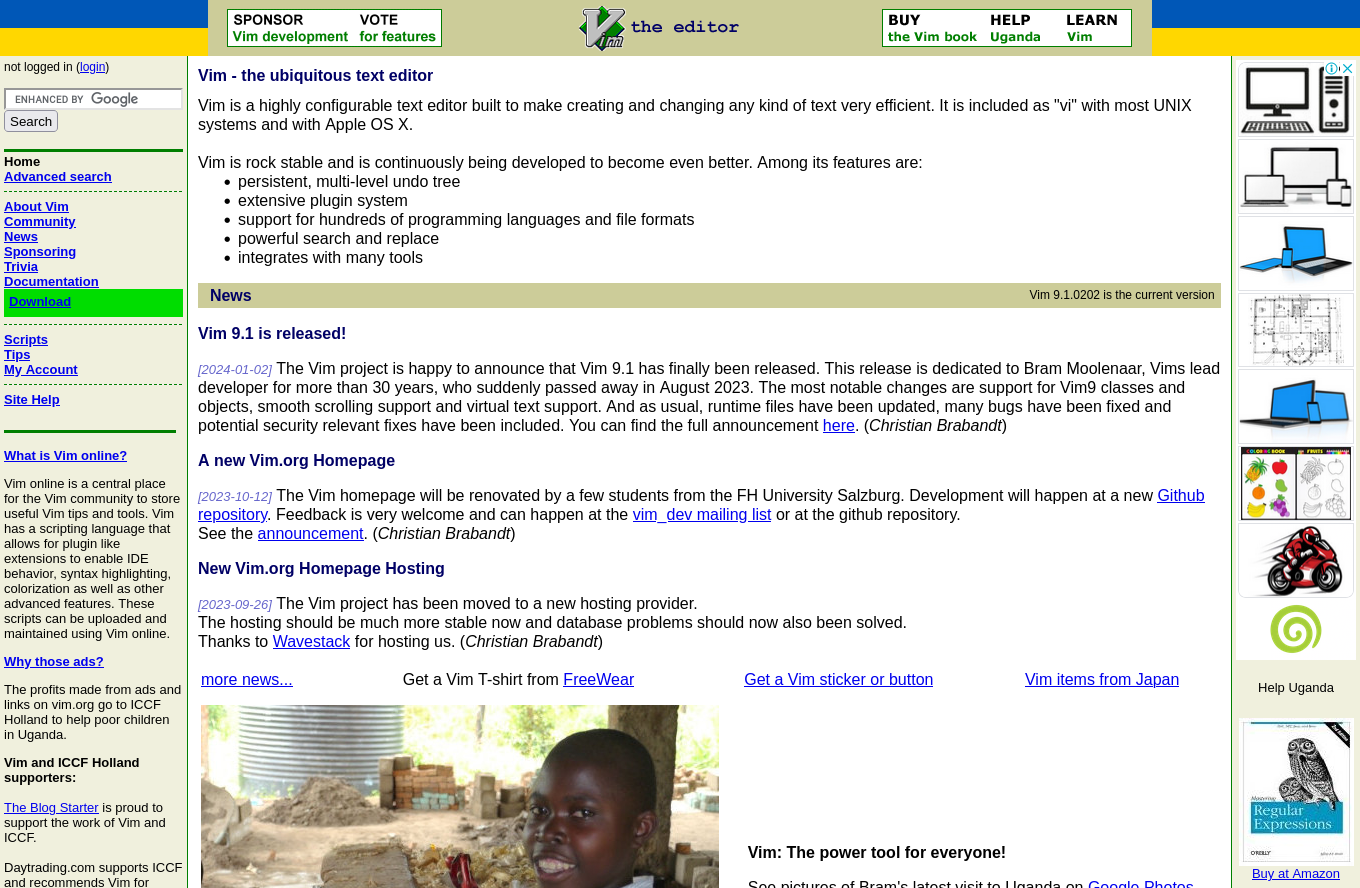 SPONSOR VOTE
Vim development for features
Vim the editor
BUY HELP LEARN
the Vim book Uganda Vim
not logged in (login)
ENHANCED BY Google
Search
Home
Advanced search
About Vim
Community
News
Sponsoring
Trivia
Documentation
Download
Scripts
Tips
My Account
Site Help
What is Vim online?
Vim online is a central place
for the Vim community to store
useful Vim tips and tools. Vim
has a scripting language that
allows for plugin like
extensions to enable IDE
behavior, syntax highlighting,
colorization as well as other
advanced features. These
scripts can be uploaded and
maintained using Vim online.
Why those ads?
The profits made from ads and
links on vim.org go to ICCF
Holland to help poor children
in Uganda.
Vim and ICCF Holland
supporters:
The Blog Starter is proud to
support the work of Vim and
ICCF.
Daytrading.com supports ICCF
and recommends Vim for
Vim - the ubiquitous text editor
Vim is a highly configurable text editor built to make creating and changing any kind of text very efficient. It is included as "vi" with most UNIX
systems and with Apple OS X.
Vim is rock stable and is continuously being developed to become even better. Among its features are:
• persistent, multi-level undo tree
• extensive plugin system
• support for hundreds of programming languages and file formats
• powerful search and replace
• integrates with many tools
News Vim 9.1.0202 is the current version
Vim 9.1 is released!
[2024-01-02] The Vim project is happy to announce that Vim 9.1 has finally been released. This release is dedicated to Bram Moolenaar, Vims lead
developer for more than 30 years, who suddenly passed away in August 2023. The most notable changes are support for Vim9 classes and
objects, smooth scrolling support and virtual text support. And as usual, runtime files have been updated, many bugs have been fixed and
potential security relevant fixes have been included. You can find the full announcement here. (Christian Brabandt)
A new Vim.org Homepage
[2023-10-12] The Vim homepage will be renovated by a few students from the FH University Salzburg. Development will happen at a new Github
repository. Feedback is very welcome and can happen at the vim_dev mailing list or at the github repository.
See the announcement. (Christian Brabandt)
New Vim.org Homepage Hosting
[2023-09-26] The Vim project has been moved to a new hosting provider.
The hosting should be much more stable now and database problems should now also been solved.
Thanks to Wavestack for hosting us. (Christian Brabandt)
more news... Get a Vim T-shirt from FreeWear Get a Vim sticker or button Vim items from Japan
Vim: The power tool for everyone!
See pictures of Bram's latest visit to Uganda on Google Photos
COLORING BOOK FRUITS
Help Uganda
2nd Edition
Mastering
Regular
Expressions
O'REILLY
Buy at Amazon